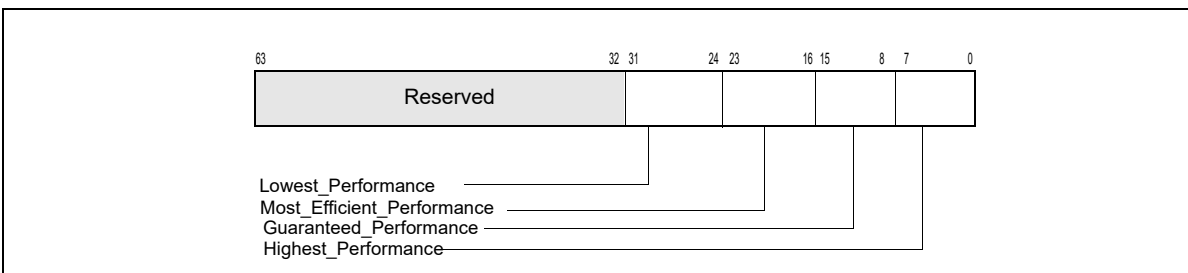 63 32 31 24 23 16 15 8 7 0
Reserved
Lowest_Performance
Most_Efficient_Performance
Guaranteed_Performance
Highest_Performance